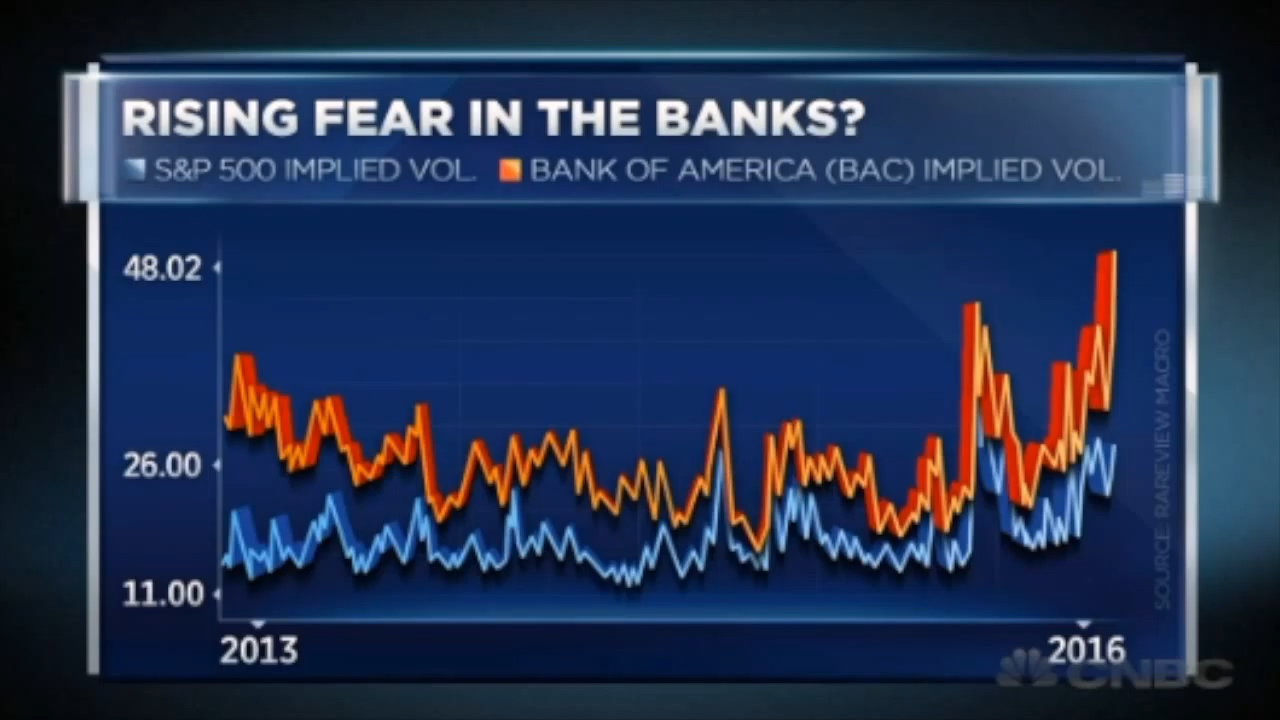 RISING FEAR IN THE BANKS?
S&P 500 IMPLIED VOL. BANK OF AMERICA (BAC) IMPLIED VOL.
48.02
26.00
11.00
2013 2016
SOURCE: RAREVIEW MACRO
CNBC